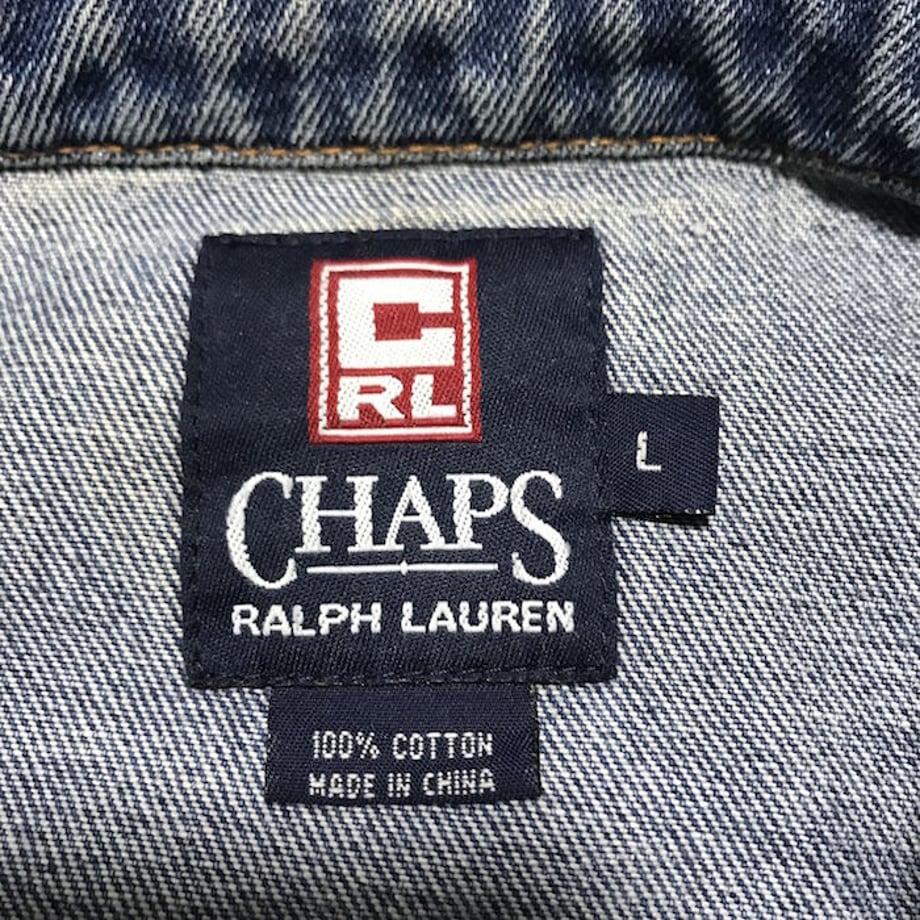 C
RL
CHAPS
RALPH LAUREN
L
100% COTTON
MADE IN CHINA